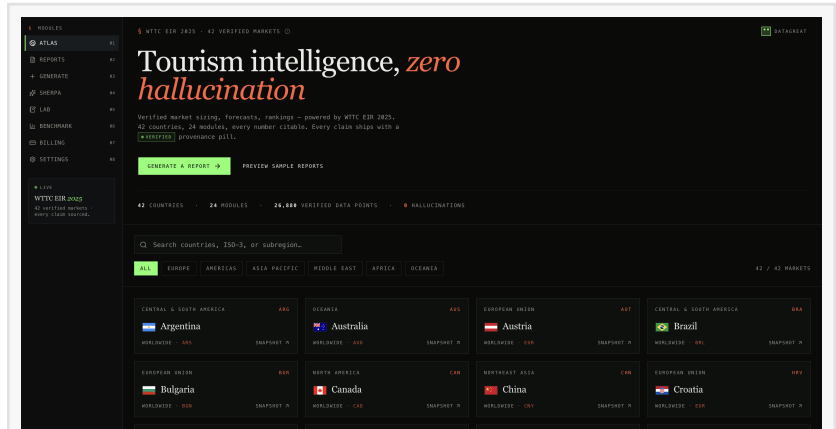 § MODULES
ATLAS 01
REPORTS 02
GENERATE 03
SHERPA 04
LAB 05
BENCHMARK 06
BILLING 07
SETTINGS 08
LIVE
WTTC EIR 2025
42 verified markets ·
every claim sourced.
§ WTTC EIR 2025 · 42 VERIFIED MARKETS
DATAGREAT
Tourism intelligence, zero
hallucination
Verified market sizing, forecasts, rankings — powered by WTTC EIR 2025.
42 countries, 24 modules, every number citable. Every claim ships with a
VERIFIED provenance pill.
GENERATE A REPORT → PREVIEW SAMPLE REPORTS
42 COUNTRIES · 24 MODULES · 26,880 VERIFIED DATA POINTS · 0 HALLUCINATIONS
Search countries, ISO-3, or subregion…
ALL EUROPE AMERICAS ASIA PACIFIC MIDDLE EAST AFRICA OCEANIA 42 / 42 MARKETS
CENTRAL & SOUTH AMERICA ARG OCEANIA AUS EUROPEAN UNION AUT CENTRAL & SOUTH AMERICA BRA
Argentina Australia Austria Brazil
WORLDWIDE · ARS SNAPSHOT ↗ WORLDWIDE · AUD SNAPSHOT ↗ WORLDWIDE · EUR SNAPSHOT ↗ WORLDWIDE · BRL SNAPSHOT ↗
EUROPEAN UNION BGR NORTH AMERICA CAN NORTHEAST ASIA CHN EUROPEAN UNION HRV
Bulgaria Canada China Croatia
WORLDWIDE · BGN SNAPSHOT ↗ WORLDWIDE · CAD SNAPSHOT ↗ WORLDWIDE · CNY SNAPSHOT ↗ WORLDWIDE · EUR SNAPSHOT ↗